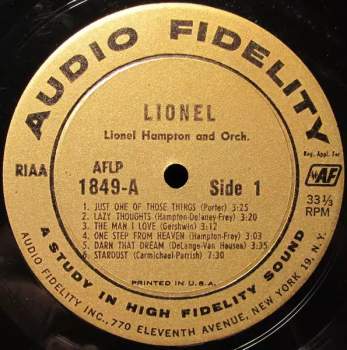 AUDIO FIDELITY
LIONEL
Lionel Hampton and Orch.
Reg. Appl. For
RIAA
AFLP
AF
1849-A
Side 1
33 1/3
RPM
1. JUST ONE OF THOSE THINGS (Porter) 3:25
2. LAZY THOUGHTS (Hampton-Delaney-Frey) 3:20
3. THE MAN I LOVE (Gershwin) 3:12
4. ONE STEP FROM HEAVEN (Hampton-Frey) 3:03
5. DARN THAT DREAM (DeLange-Van Heusen) 3:35
6. STARDUST (Carmichael-Parrish) 7:30
PRINTED IN U.S.A.
A STUDY IN HIGH FIDELITY SOUND
AUDIO FIDELITY INC., 770 ELEVENTH AVENUE, NEW YORK 19, N.Y.